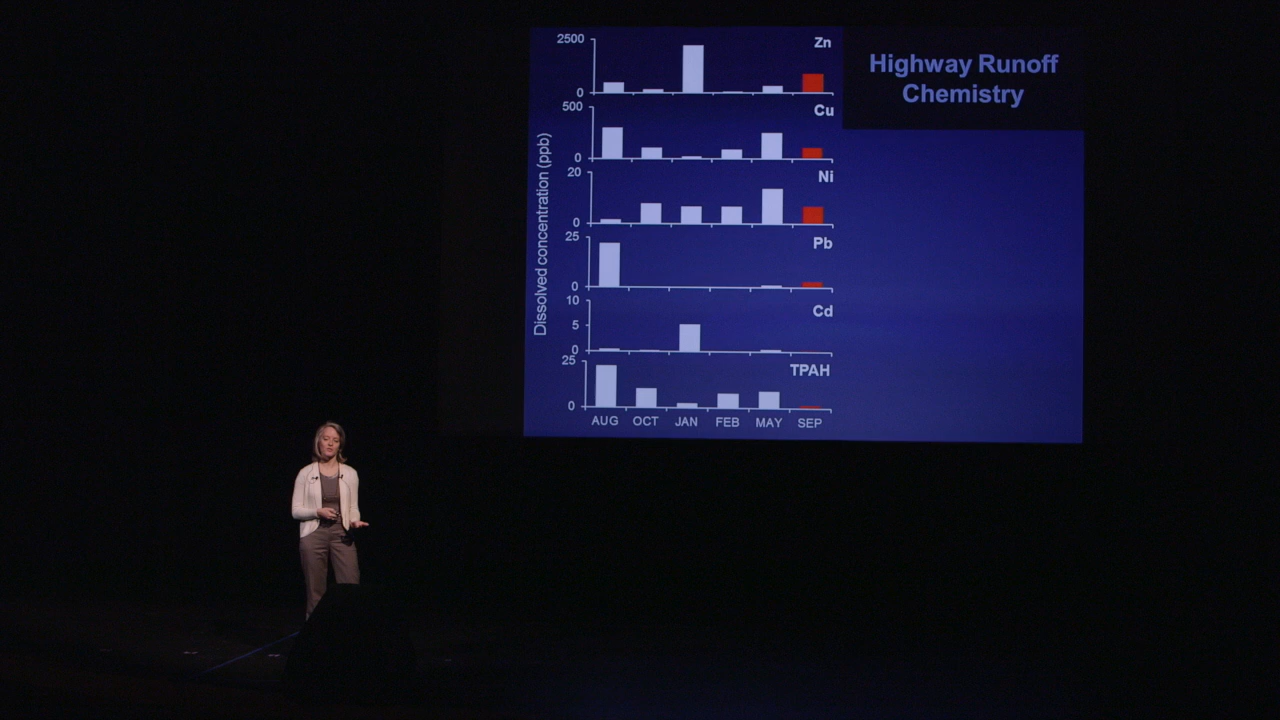 Highway Runoff
Chemistry
Dissolved concentration (ppb)
2500
0
Zn
500
0
Cu
20
0
Ni
25
0
Pb
10
5
0
Cd
25
0
TPAH
AUG OCT JAN FEB MAY SEP